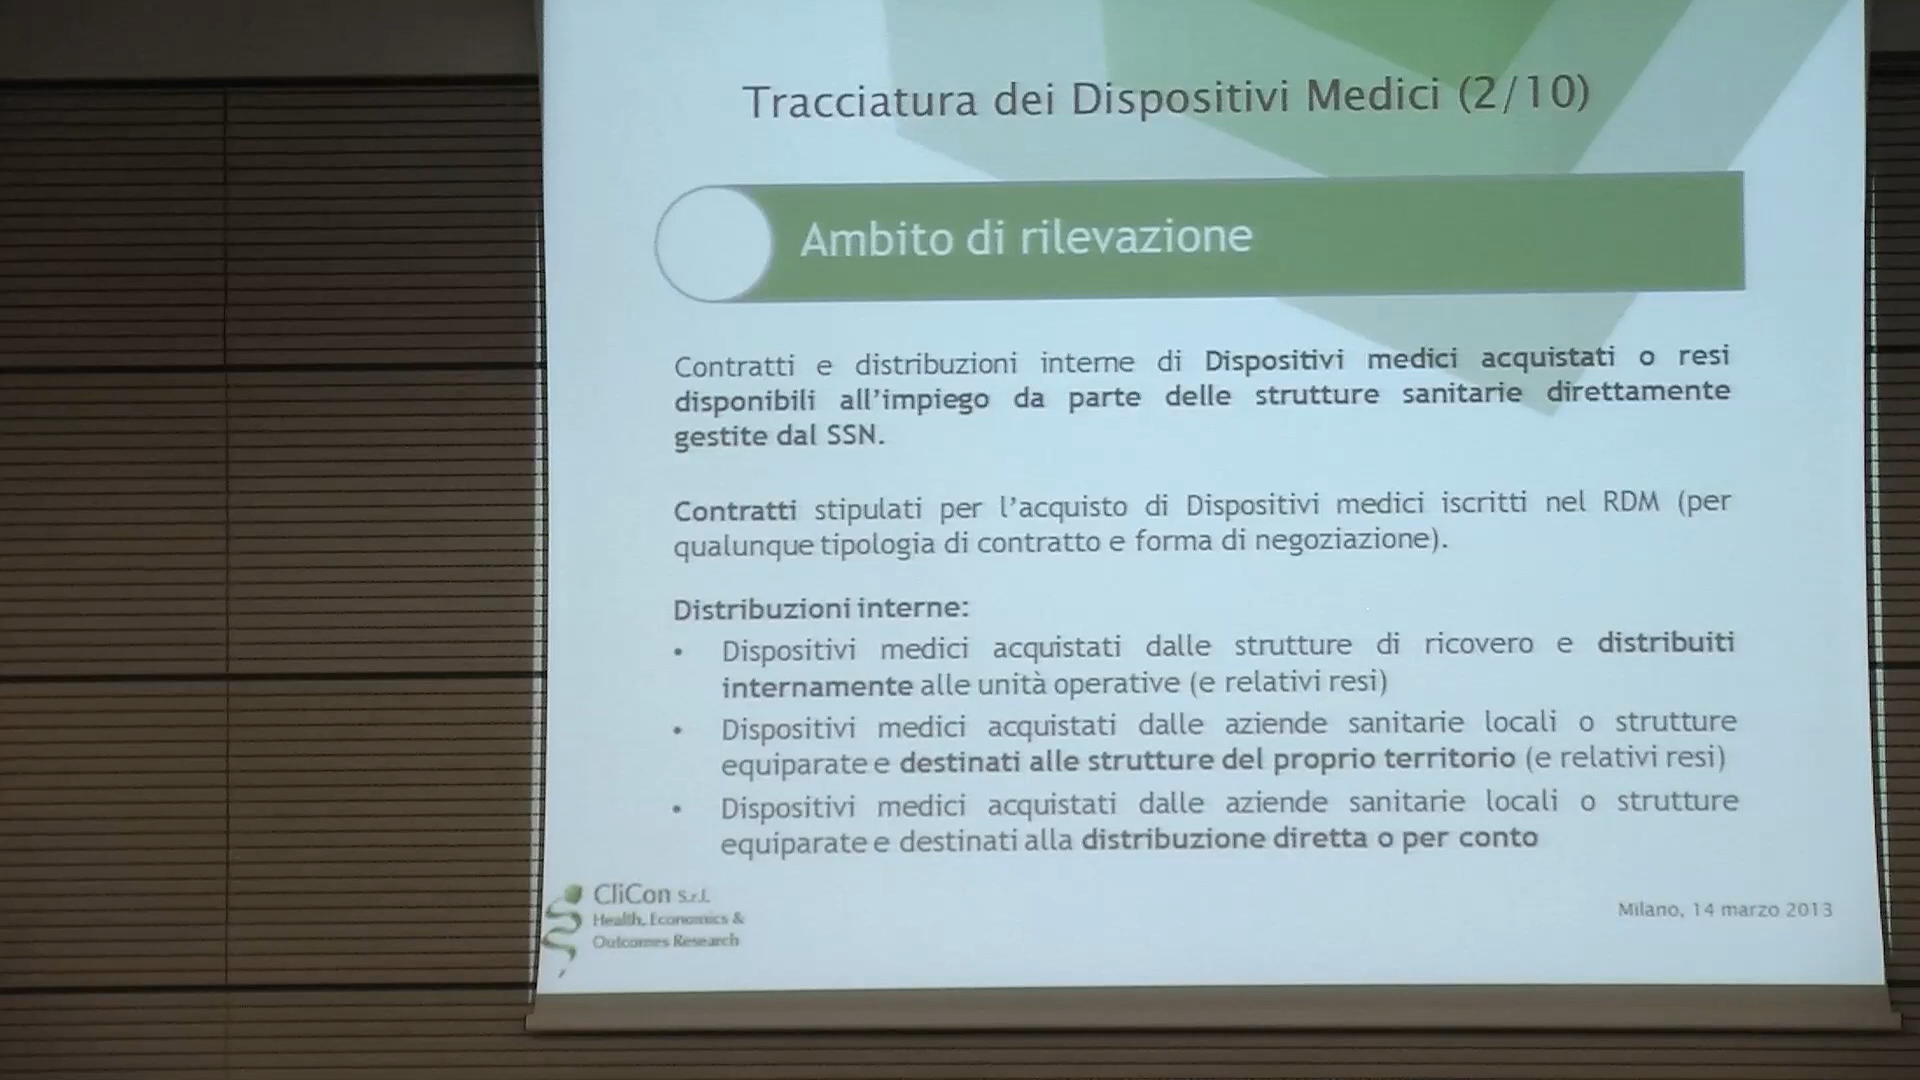 Tracciatura dei Dispositivi Medici (2/10)
Ambito di rilevazione
Contratti e distribuzioni interne di Dispositivi medici acquistati o resi
disponibili all'impiego da parte delle strutture sanitarie direttamente
gestite dal SSN.
Contratti stipulati per l'acquisto di Dispositivi medici iscritti nel RDM (per
qualunque tipologia di contratto e forma di negoziazione).
Distribuzioni interne:
• Dispositivi medici acquistati dalle strutture di ricovero e distribuiti
internamente alle unità operative (e relativi resi)
• Dispositivi medici acquistati dalle aziende sanitarie locali o strutture
equiparate e destinati alle strutture del proprio territorio (e relativi resi)
• Dispositivi medici acquistati dalle aziende sanitarie locali o strutture
equiparate e destinati alla distribuzione diretta o per conto
CliCon S.r.l.
Health, Economics &
Outcomes Research
Milano, 14 marzo 2013